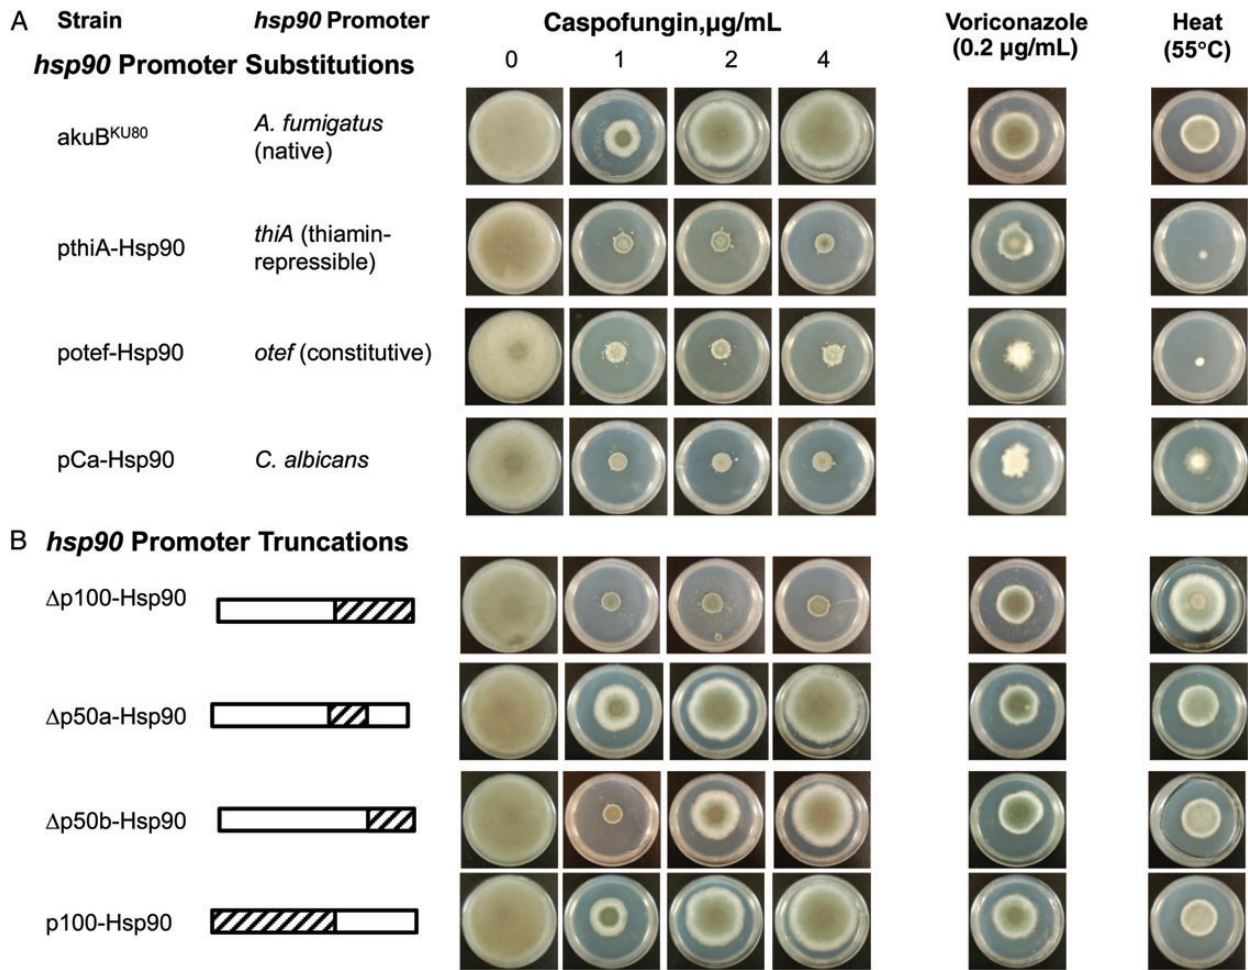 A Strain hsp90 Promoter Caspofungin,µg/mL Voriconazole Heat
(0.2 µg/mL) (55°C)
hsp90 Promoter Substitutions 0 1 2 4
akuBKU80 A. fumigatus
(native)
pthiA-Hsp90 thiA (thiamin-
repressible)
potef-Hsp90 otef (constitutive)
pCa-Hsp90 C. albicans
B hsp90 Promoter Truncations
Δp100-Hsp90
Δp50a-Hsp90
Δp50b-Hsp90
p100-Hsp90